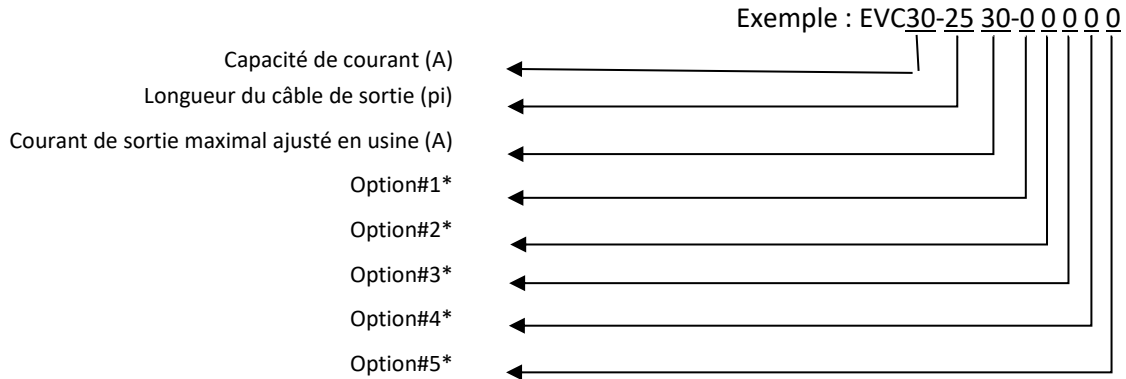 Exemple : EVC30-25 30-0 0 0 0 0
Capacité de courant (A)
Longueur du câble de sortie (pi)
Courant de sortie maximal ajusté en usine (A)
Option#1*
Option#2*
Option#3*
Option#4*
Option#5*